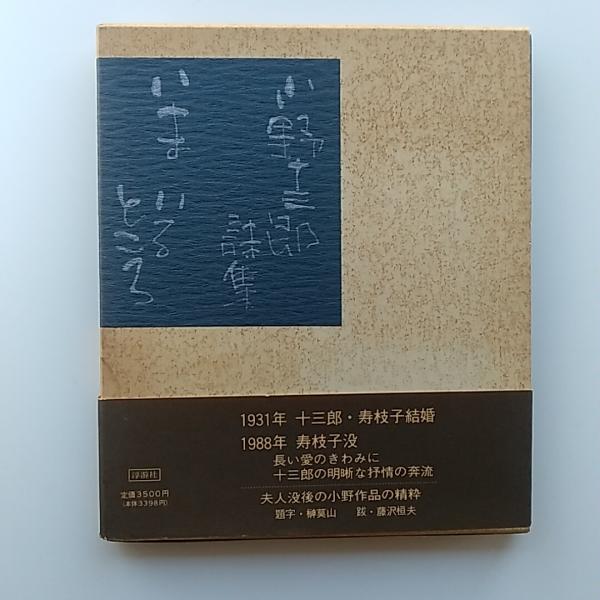 小野十三郎
詩集
いま
いる
ところ
1931年 十三郎・寿枝子結婚
1988年 寿枝子没
長い愛のきわみに
十三郎の明晰な抒情の奔流
夫人没後の小野作品の精粋
題字・榊莫山 跋・藤沢恒夫
浮游社
定価3500円
(本体3398円)